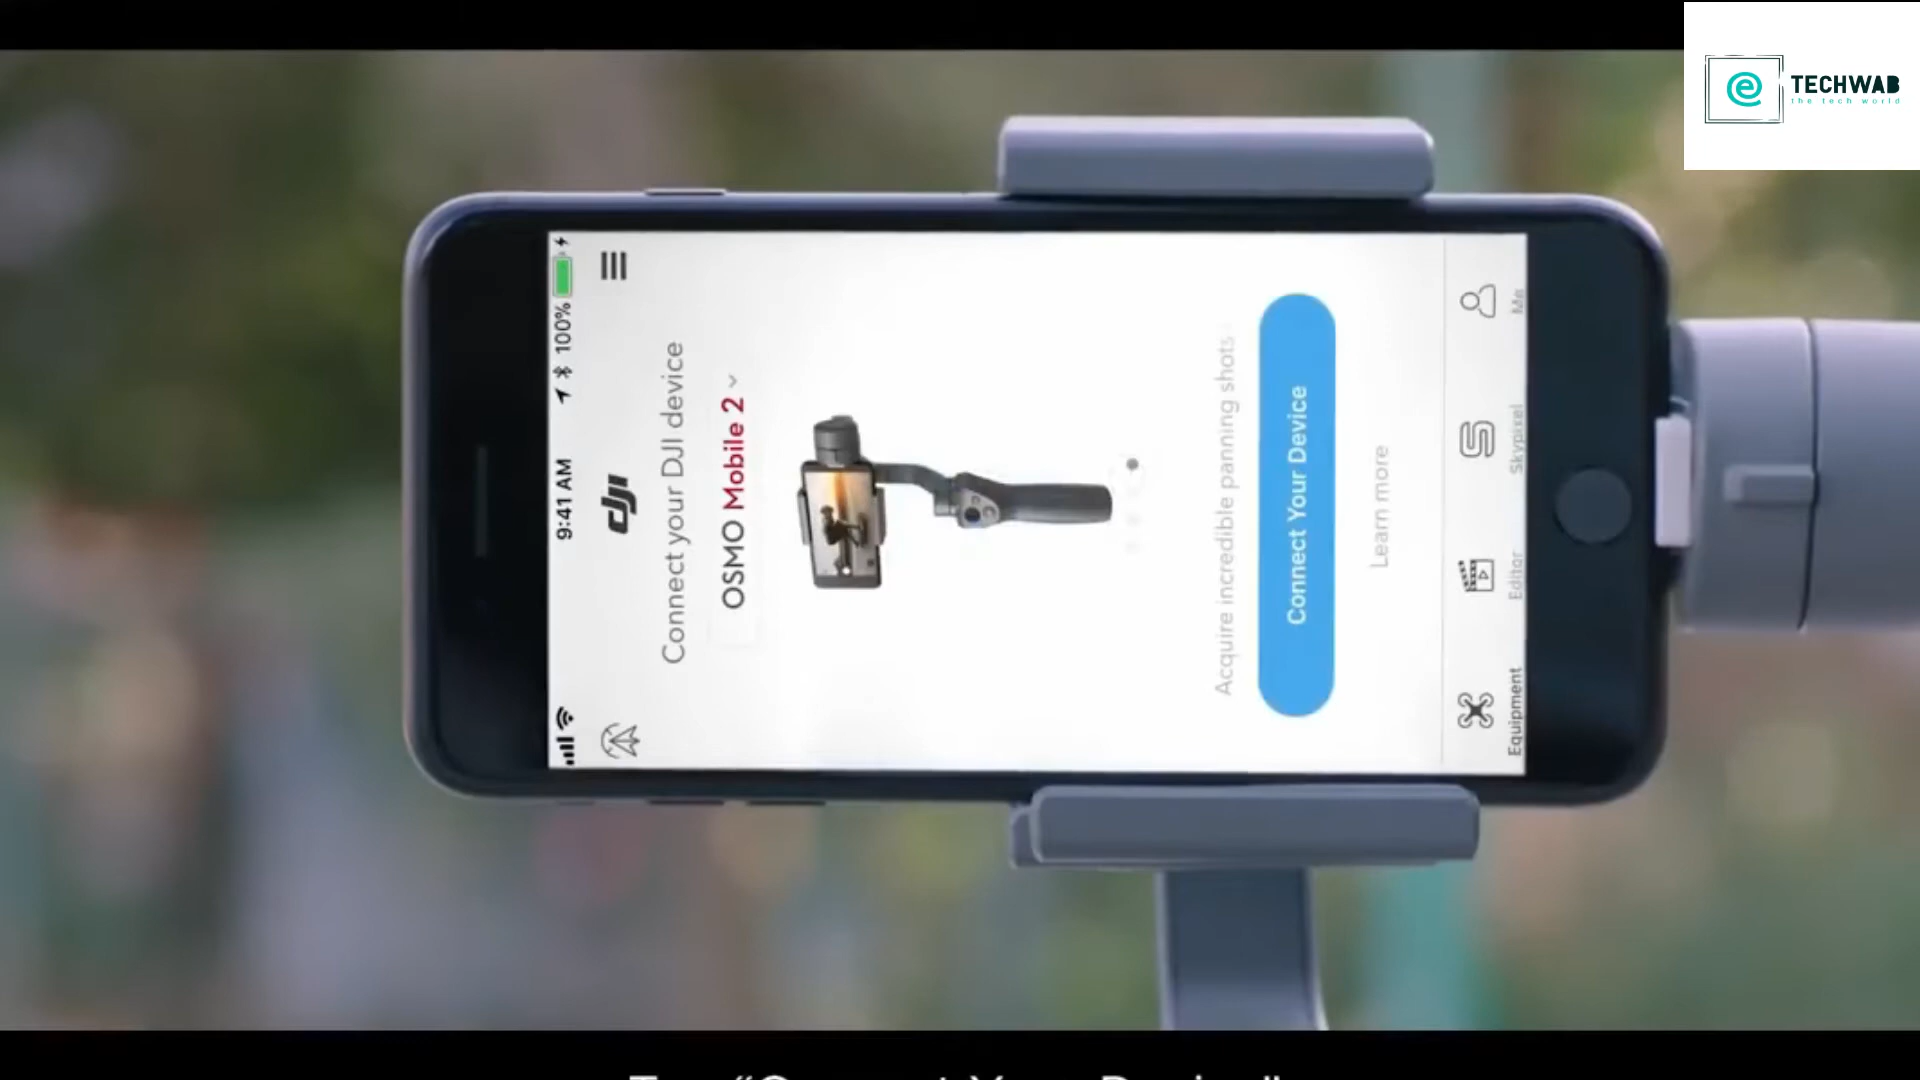 TECHWAB
the tech world
9:41 AM
100%
dji
Connect your DJI device
OSMO Mobile 2
Acquire incredible panning shots
Connect Your Device
Learn more
Equipment
Editor
Skypixel
Me